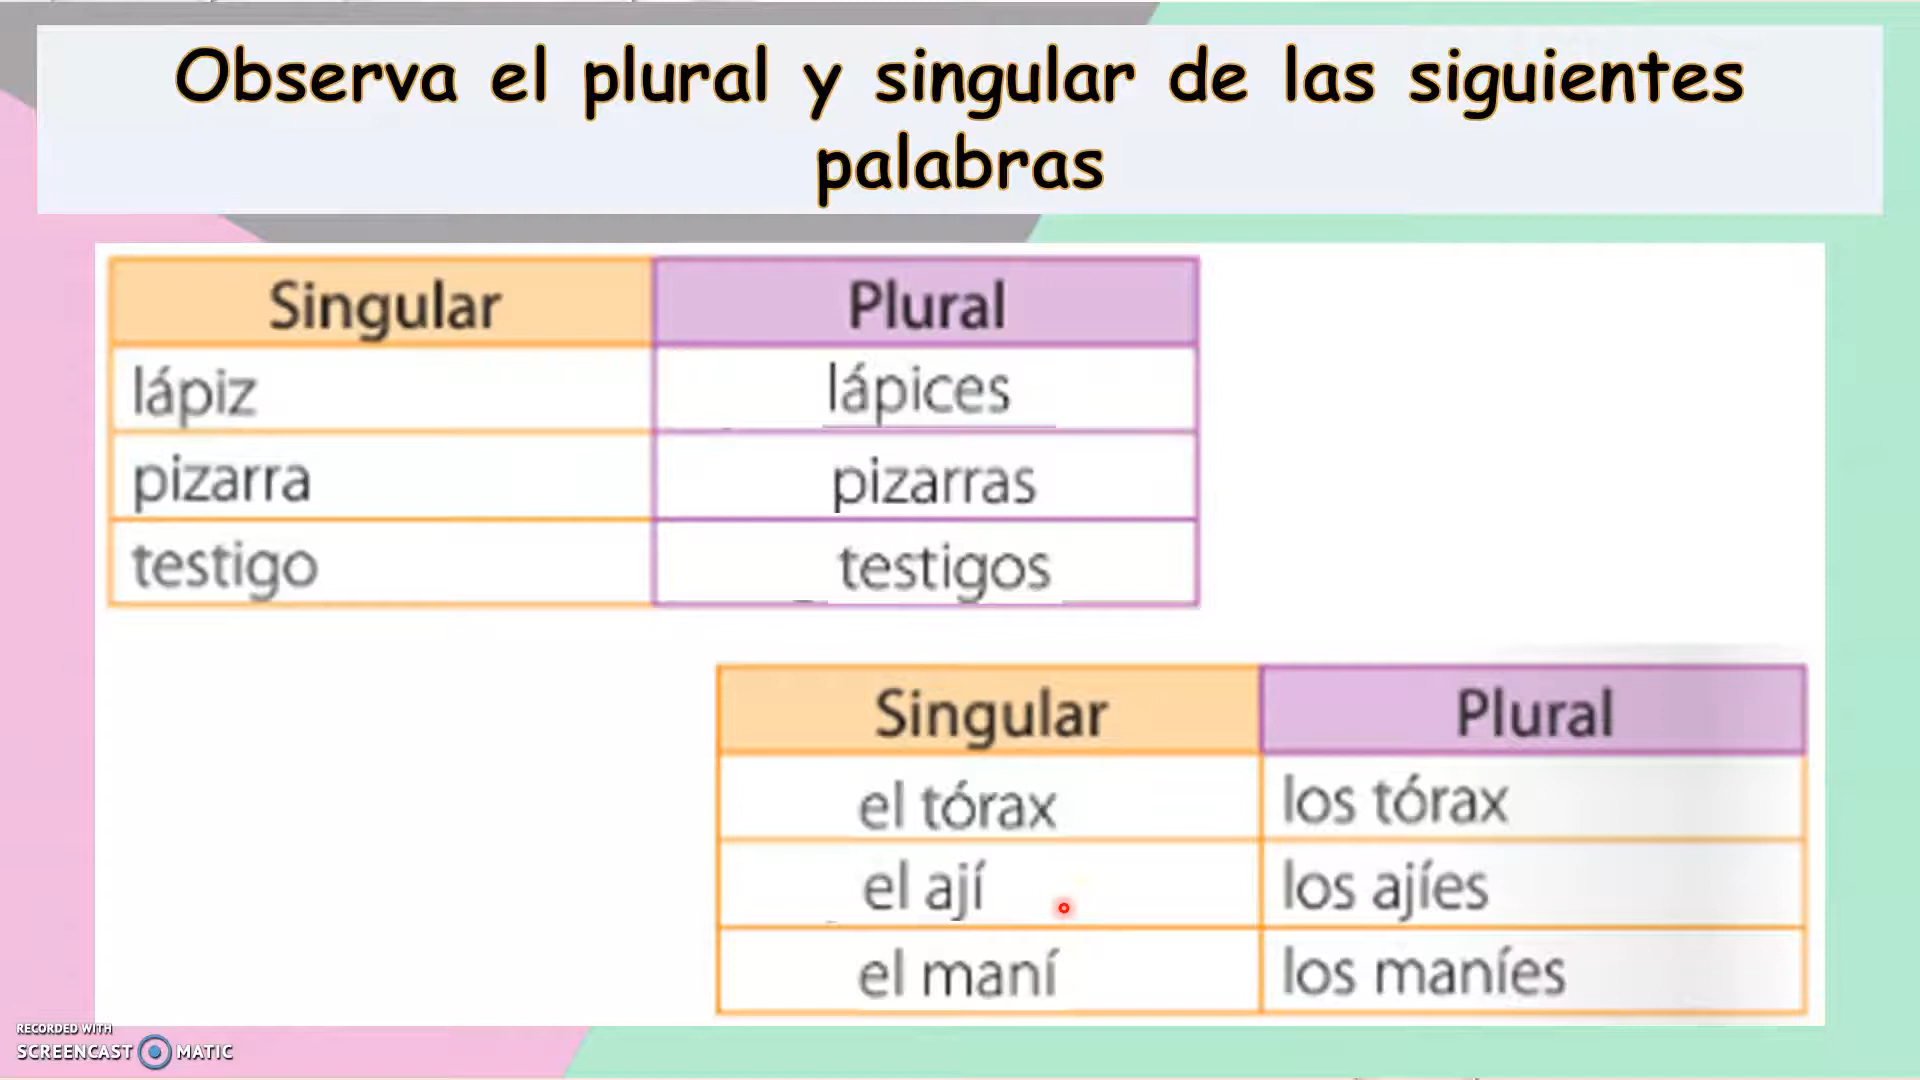 Observa el plural y singular de las siguientes
palabras
Singular Plural
lápiz lápices
pizarra pizarras
testigo testigos
Singular Plural
el tórax los tórax
el ají los ajíes
el maní los maníes
RECORDED WITH
SCREENCAST MATIC